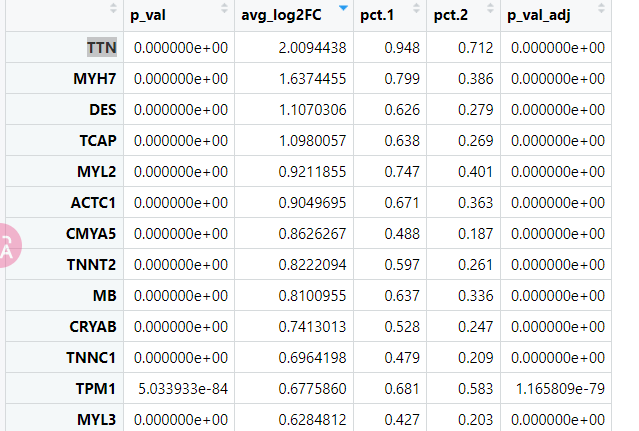 p_val avg_log2FC pct.1 pct.2 p_val_adj
TTN 0.000000e+00 2.0094438 0.948 0.712 0.000000e+00
MYH7 0.000000e+00 1.6374455 0.799 0.386 0.000000e+00
DES 0.000000e+00 1.1070306 0.626 0.279 0.000000e+00
TCAP 0.000000e+00 1.0980057 0.638 0.269 0.000000e+00
MYL2 0.000000e+00 0.9211855 0.747 0.401 0.000000e+00
ACTC1 0.000000e+00 0.9049695 0.671 0.363 0.000000e+00
CMYA5 0.000000e+00 0.8626267 0.488 0.187 0.000000e+00
TNNT2 0.000000e+00 0.8222094 0.597 0.261 0.000000e+00
MB 0.000000e+00 0.8100955 0.637 0.336 0.000000e+00
CRYAB 0.000000e+00 0.7413013 0.528 0.247 0.000000e+00
TNNC1 0.000000e+00 0.6964198 0.479 0.209 0.000000e+00
TPM1 5.033933e-84 0.6775860 0.681 0.583 1.165809e-79
MYL3 0.000000e+00 0.6284812 0.427 0.203 0.000000e+00